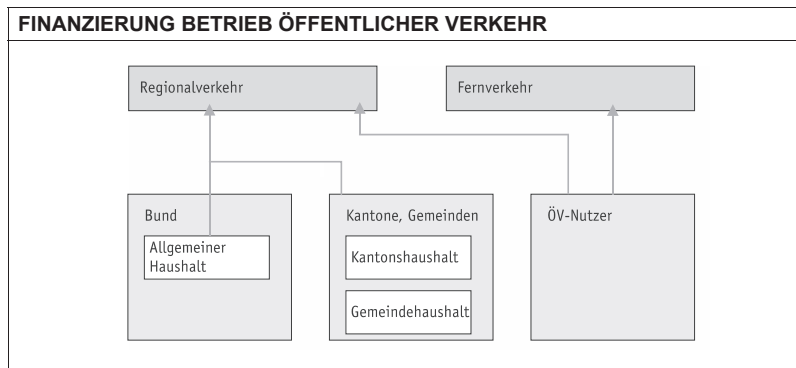 FINANZIERUNG BETRIEB ÖFFENTLICHER VERKEHR
Regionalverkehr
Fernverkehr
Bund
Allgemeiner
Haushalt
Kantone, Gemeinden
Kantonshaushalt
Gemeindehaushalt
ÖV-Nutzer